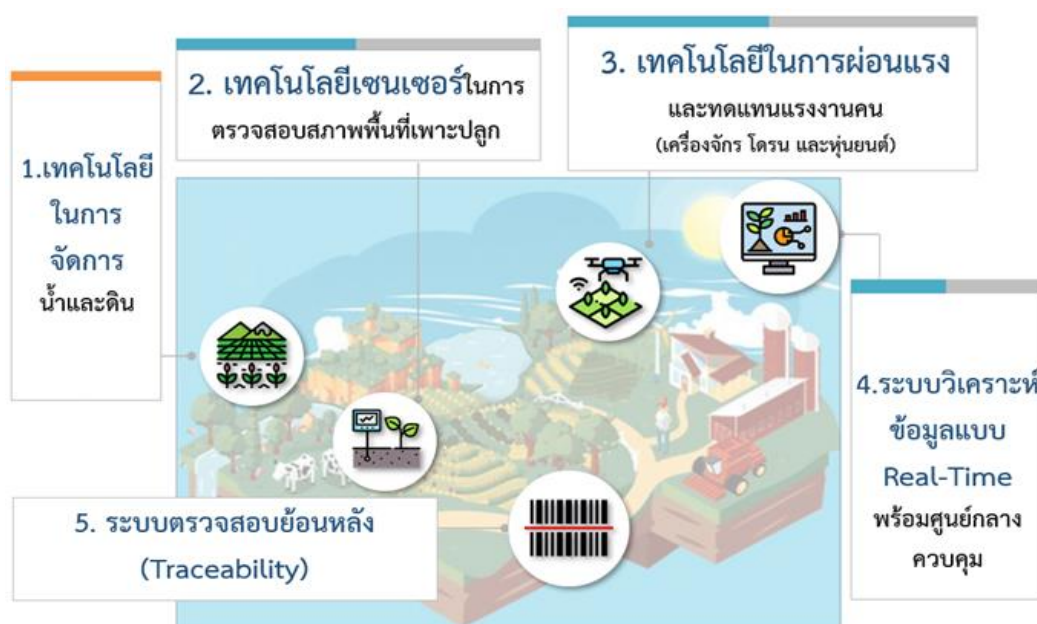 1.เทคโนโลยี
ในการ
จัดการ
น้ำและดิน
2. เทคโนโลยีเซนเซอร์ในการ
ตรวจสอบสภาพพื้นที่เพาะปลูก
3. เทคโนโลยีในการผ่อนแรง
และทดแทนแรงงานคน
(เครื่องจักร โดรน และหุ่นยนต์)
4.ระบบวิเคราะห์
ข้อมูลแบบ
Real-Time
พร้อมศูนย์กลาง
ควบคุม
5. ระบบตรวจสอบย้อนหลัง
(Traceability)